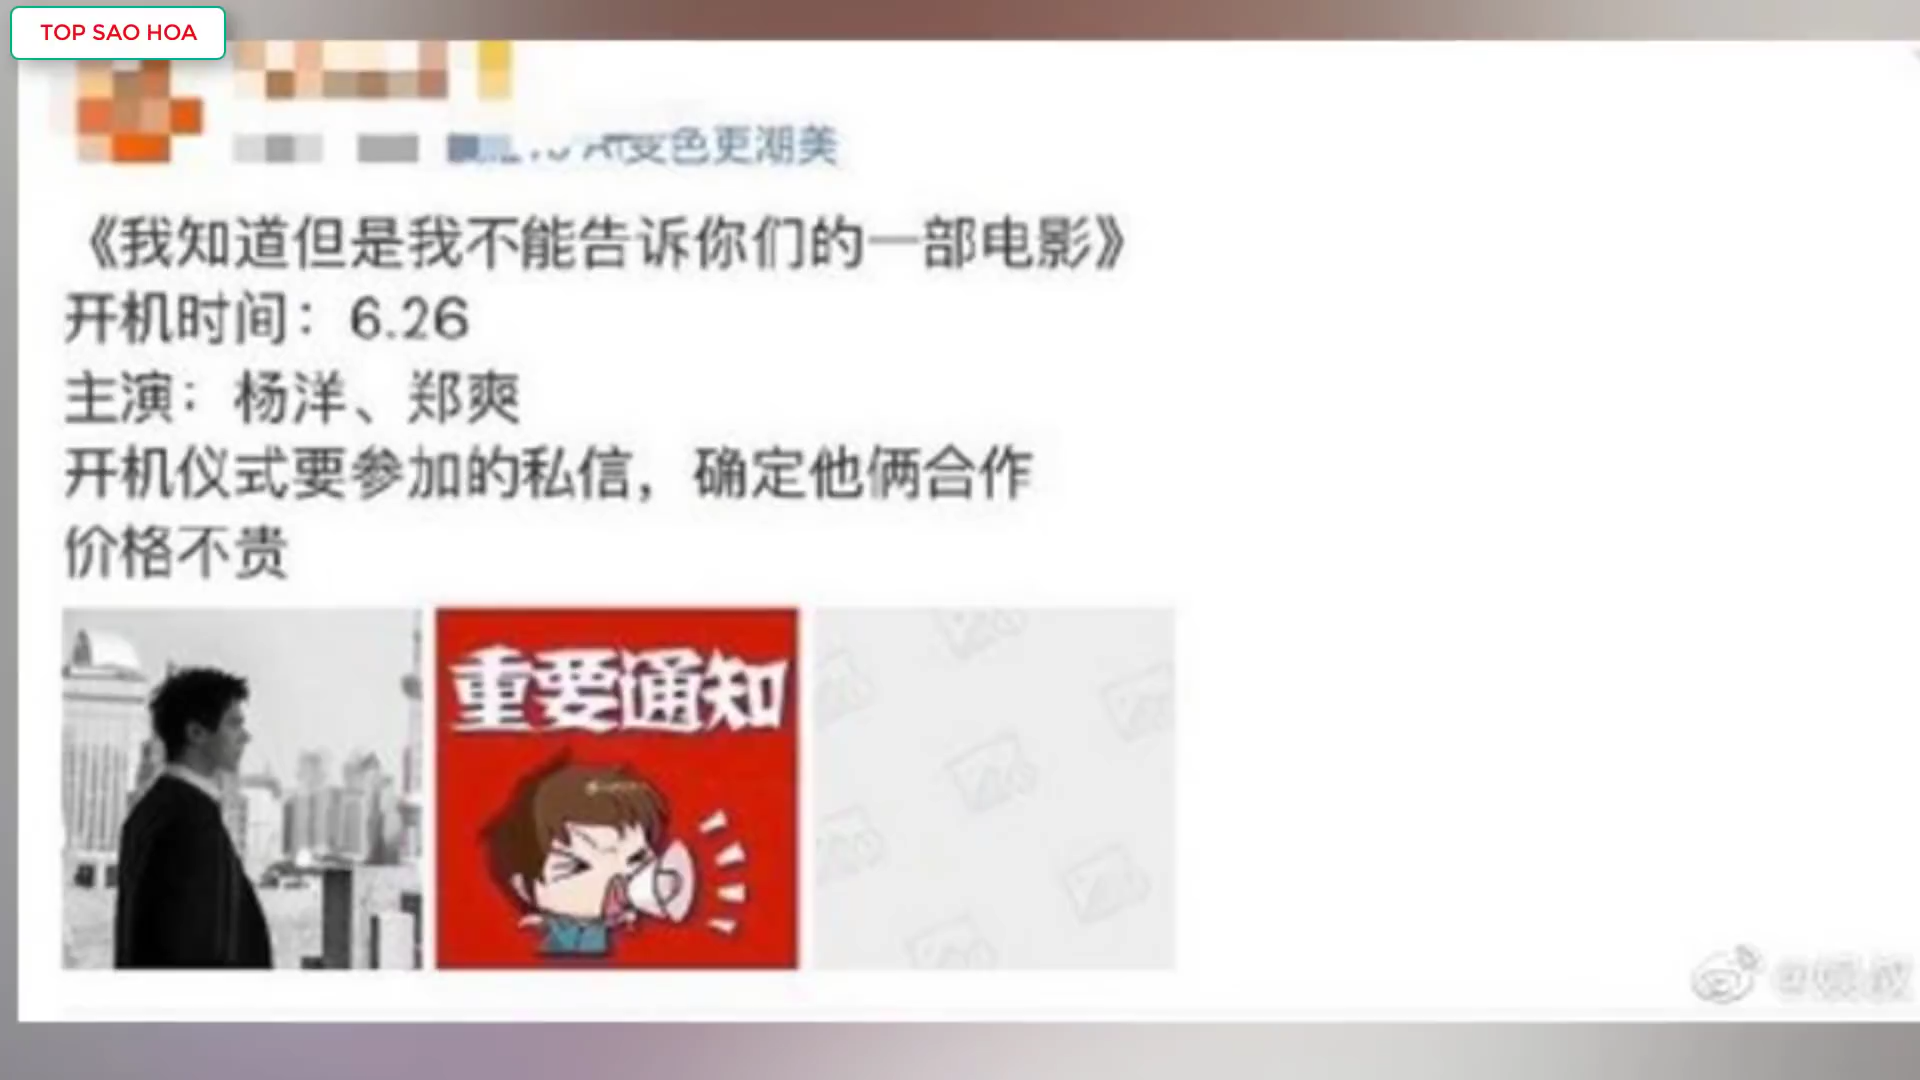 TOP SAO HOA
变色更湖美
《我知道但是我不能告诉你们的一部电影》
开机时间：6.26
主演：杨洋、郑爽
开机仪式要参加的私信，确定他俩合作
价格不贵
重要通知